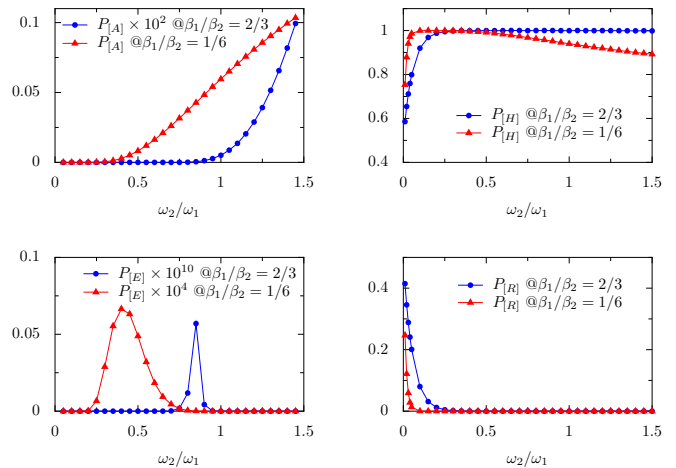 P[A] × 10² @β₁/β₂ = 2/3
P[A] @β₁/β₂ = 1/6
0.1
0.05
0
0.5
1
1.5
ω₂/ω₁
P[H] @β₁/β₂ = 2/3
P[H] @β₁/β₂ = 1/6
1
0.8
0.6
0.4
0
0.5
1
1.5
ω₂/ω₁
P[E] × 10¹⁰ @β₁/β₂ = 2/3
P[E] × 10⁴ @β₁/β₂ = 1/6
0.1
0.05
0
0.5
1
1.5
ω₂/ω₁
P[R] @β₁/β₂ = 2/3
P[R] @β₁/β₂ = 1/6
0.4
0.2
0
0
0.5
1
1.5
ω₂/ω₁